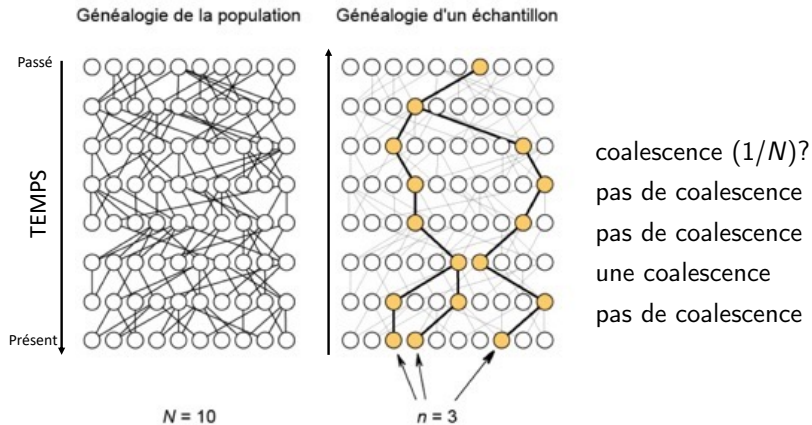 Généalogie de la population
Généalogie d'un échantillon
Passé
TEMPS
Présent
coalescence (1/N)?
pas de coalescence
pas de coalescence
une coalescence
pas de coalescence
N = 10
n = 3